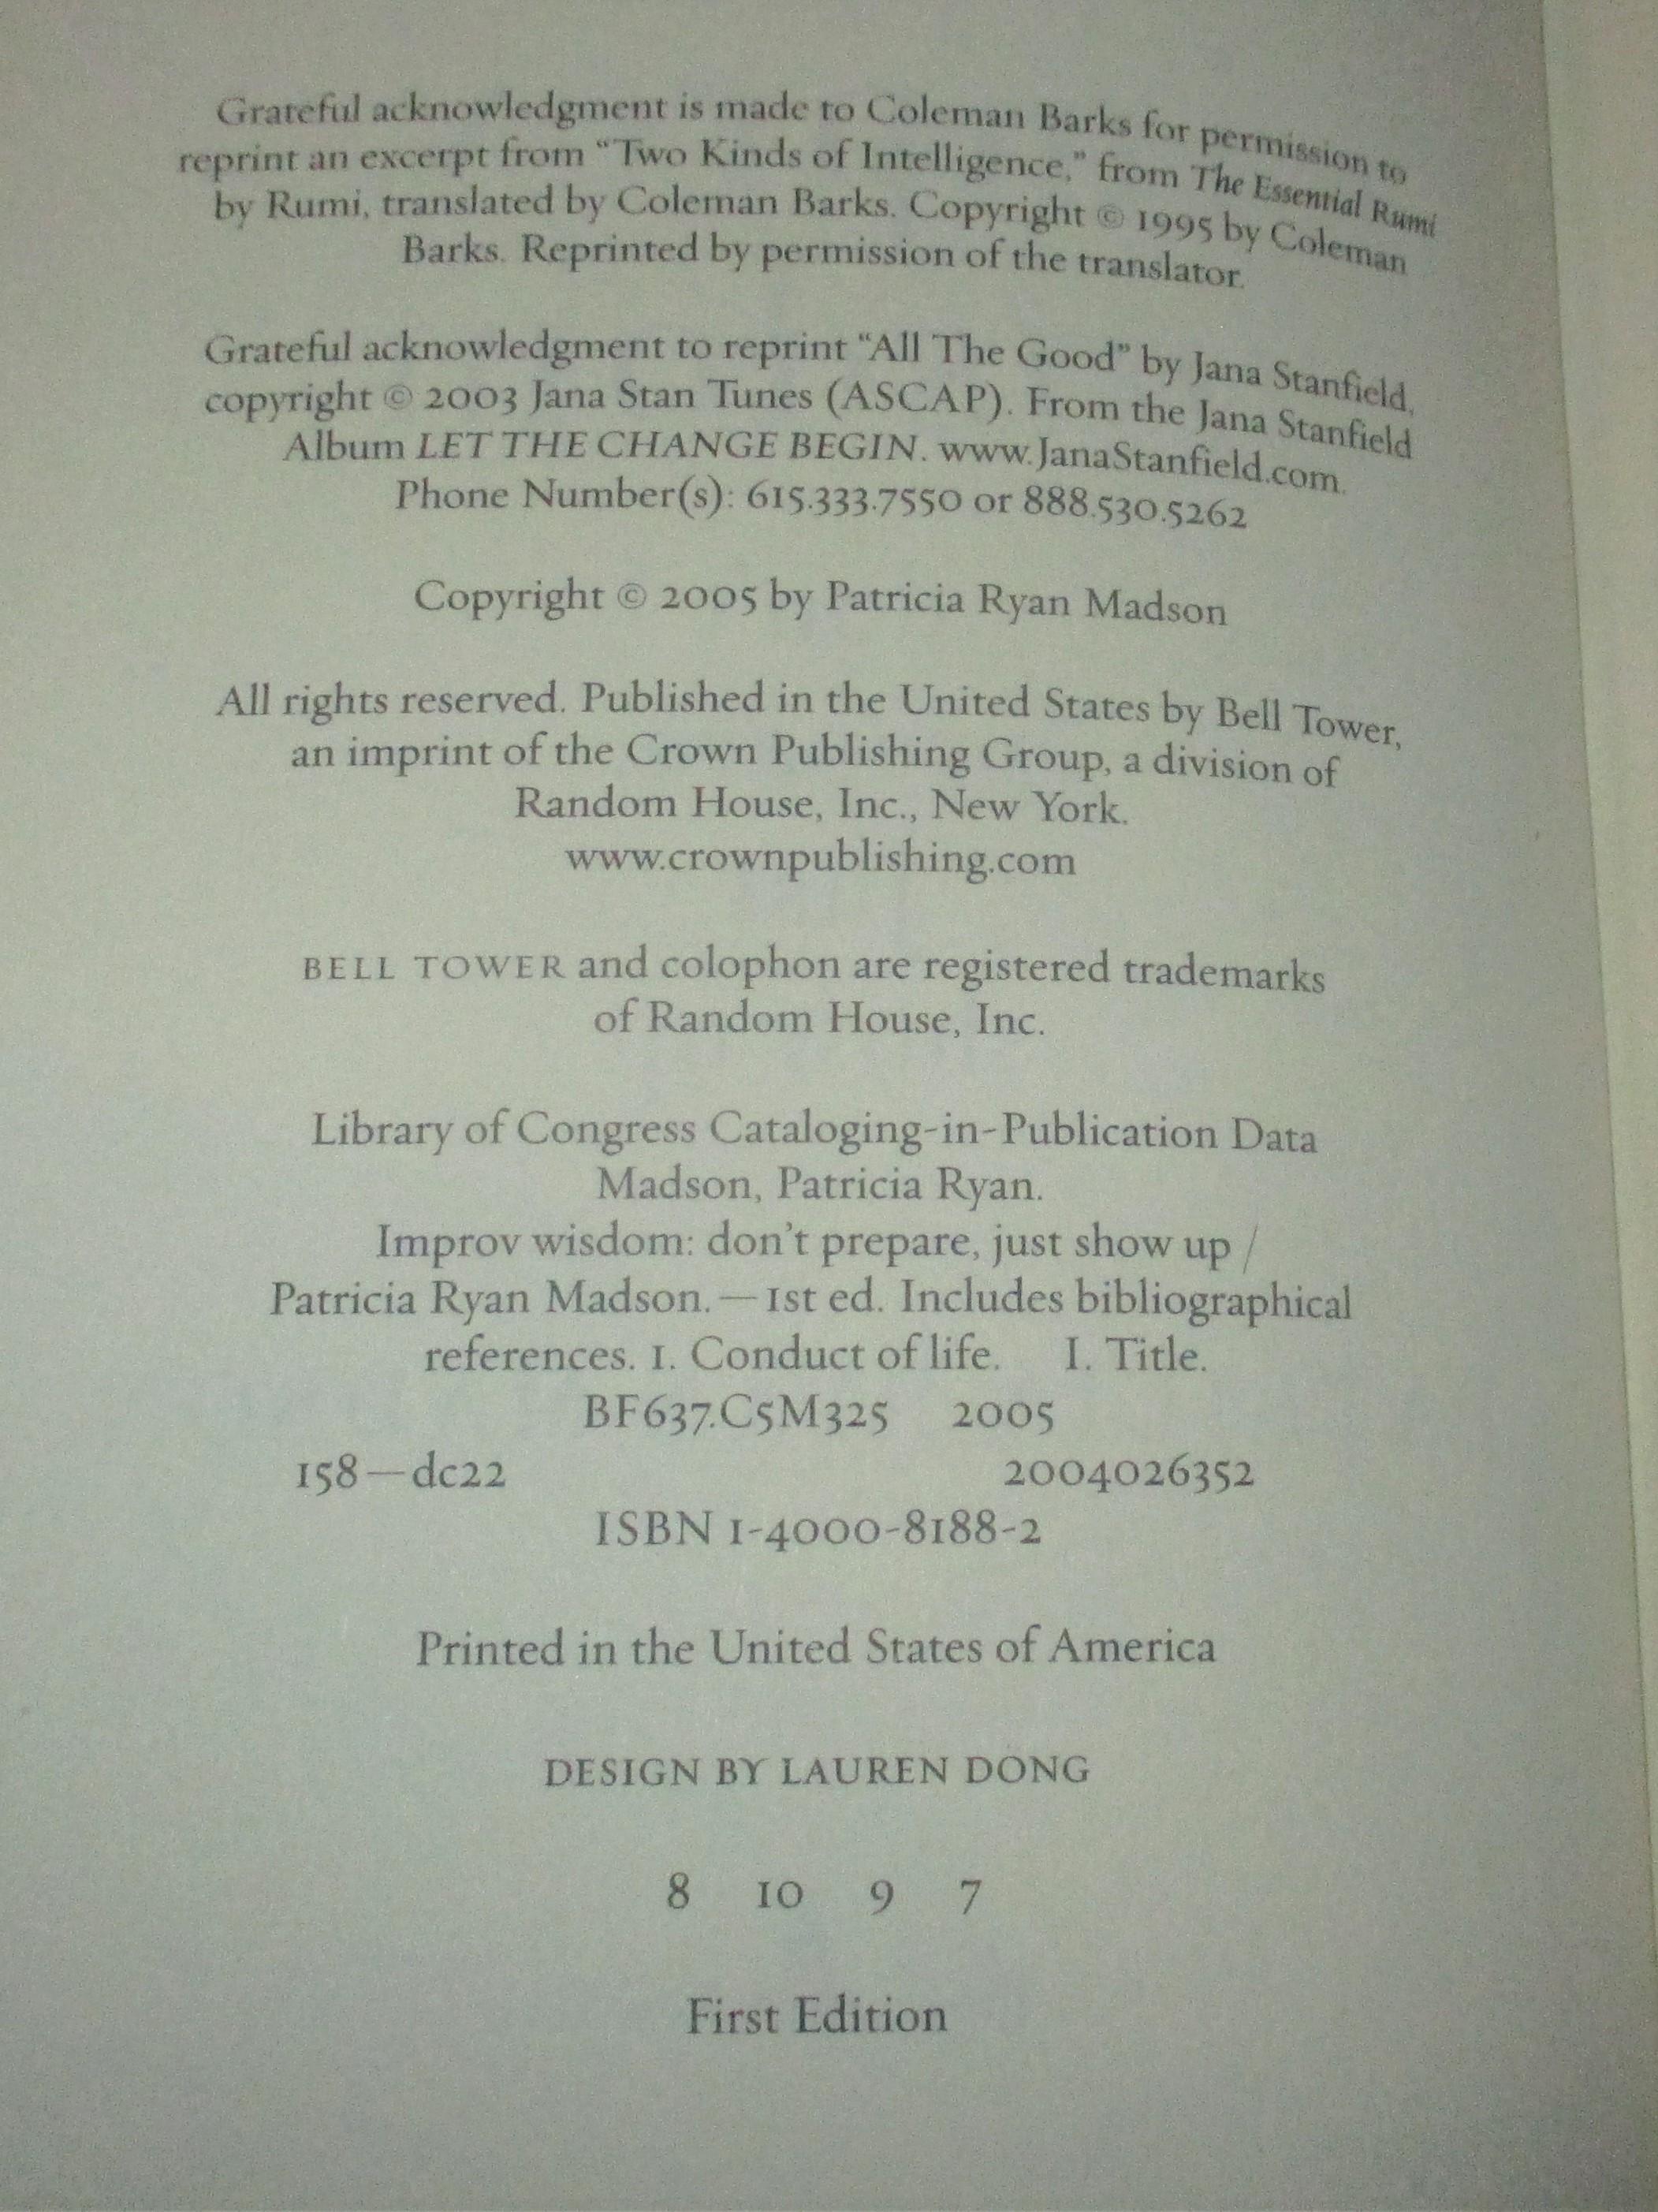 Grateful acknowledgment is made to Coleman Barks for permission to
reprint an excerpt from “Two Kinds of Intelligence,” from The Essential Rumi
by Rumi, translated by Coleman Barks. Copyright © 1995 by Coleman
Barks. Reprinted by permission of the translator.
Grateful acknowledgment to reprint “All The Good” by Jana Stanfield,
copyright © 2003 Jana Stan Tunes (ASCAP). From the Jana Stanfield
Album LET THE CHANGE BEGIN. www.JanaStanfield.com.
Phone Number(s): 615.333.7550 or 888.530.5262
Copyright © 2005 by Patricia Ryan Madson
All rights reserved. Published in the United States by Bell Tower,
an imprint of the Crown Publishing Group, a division of
Random House, Inc., New York.
www.crownpublishing.com
BELL TOWER and colophon are registered trademarks
of Random House, Inc.
Library of Congress Cataloging-in-Publication Data
Madson, Patricia Ryan.
Improv wisdom: don’t prepare, just show up /
Patricia Ryan Madson.—1st ed. Includes bibliographical
references. 1. Conduct of life. I. Title.
BF637.C5M325 2005
158—dc22 2004026352
ISBN 1-4000-8188-2
Printed in the United States of America
DESIGN BY LAUREN DONG
8 10 9 7
First Edition